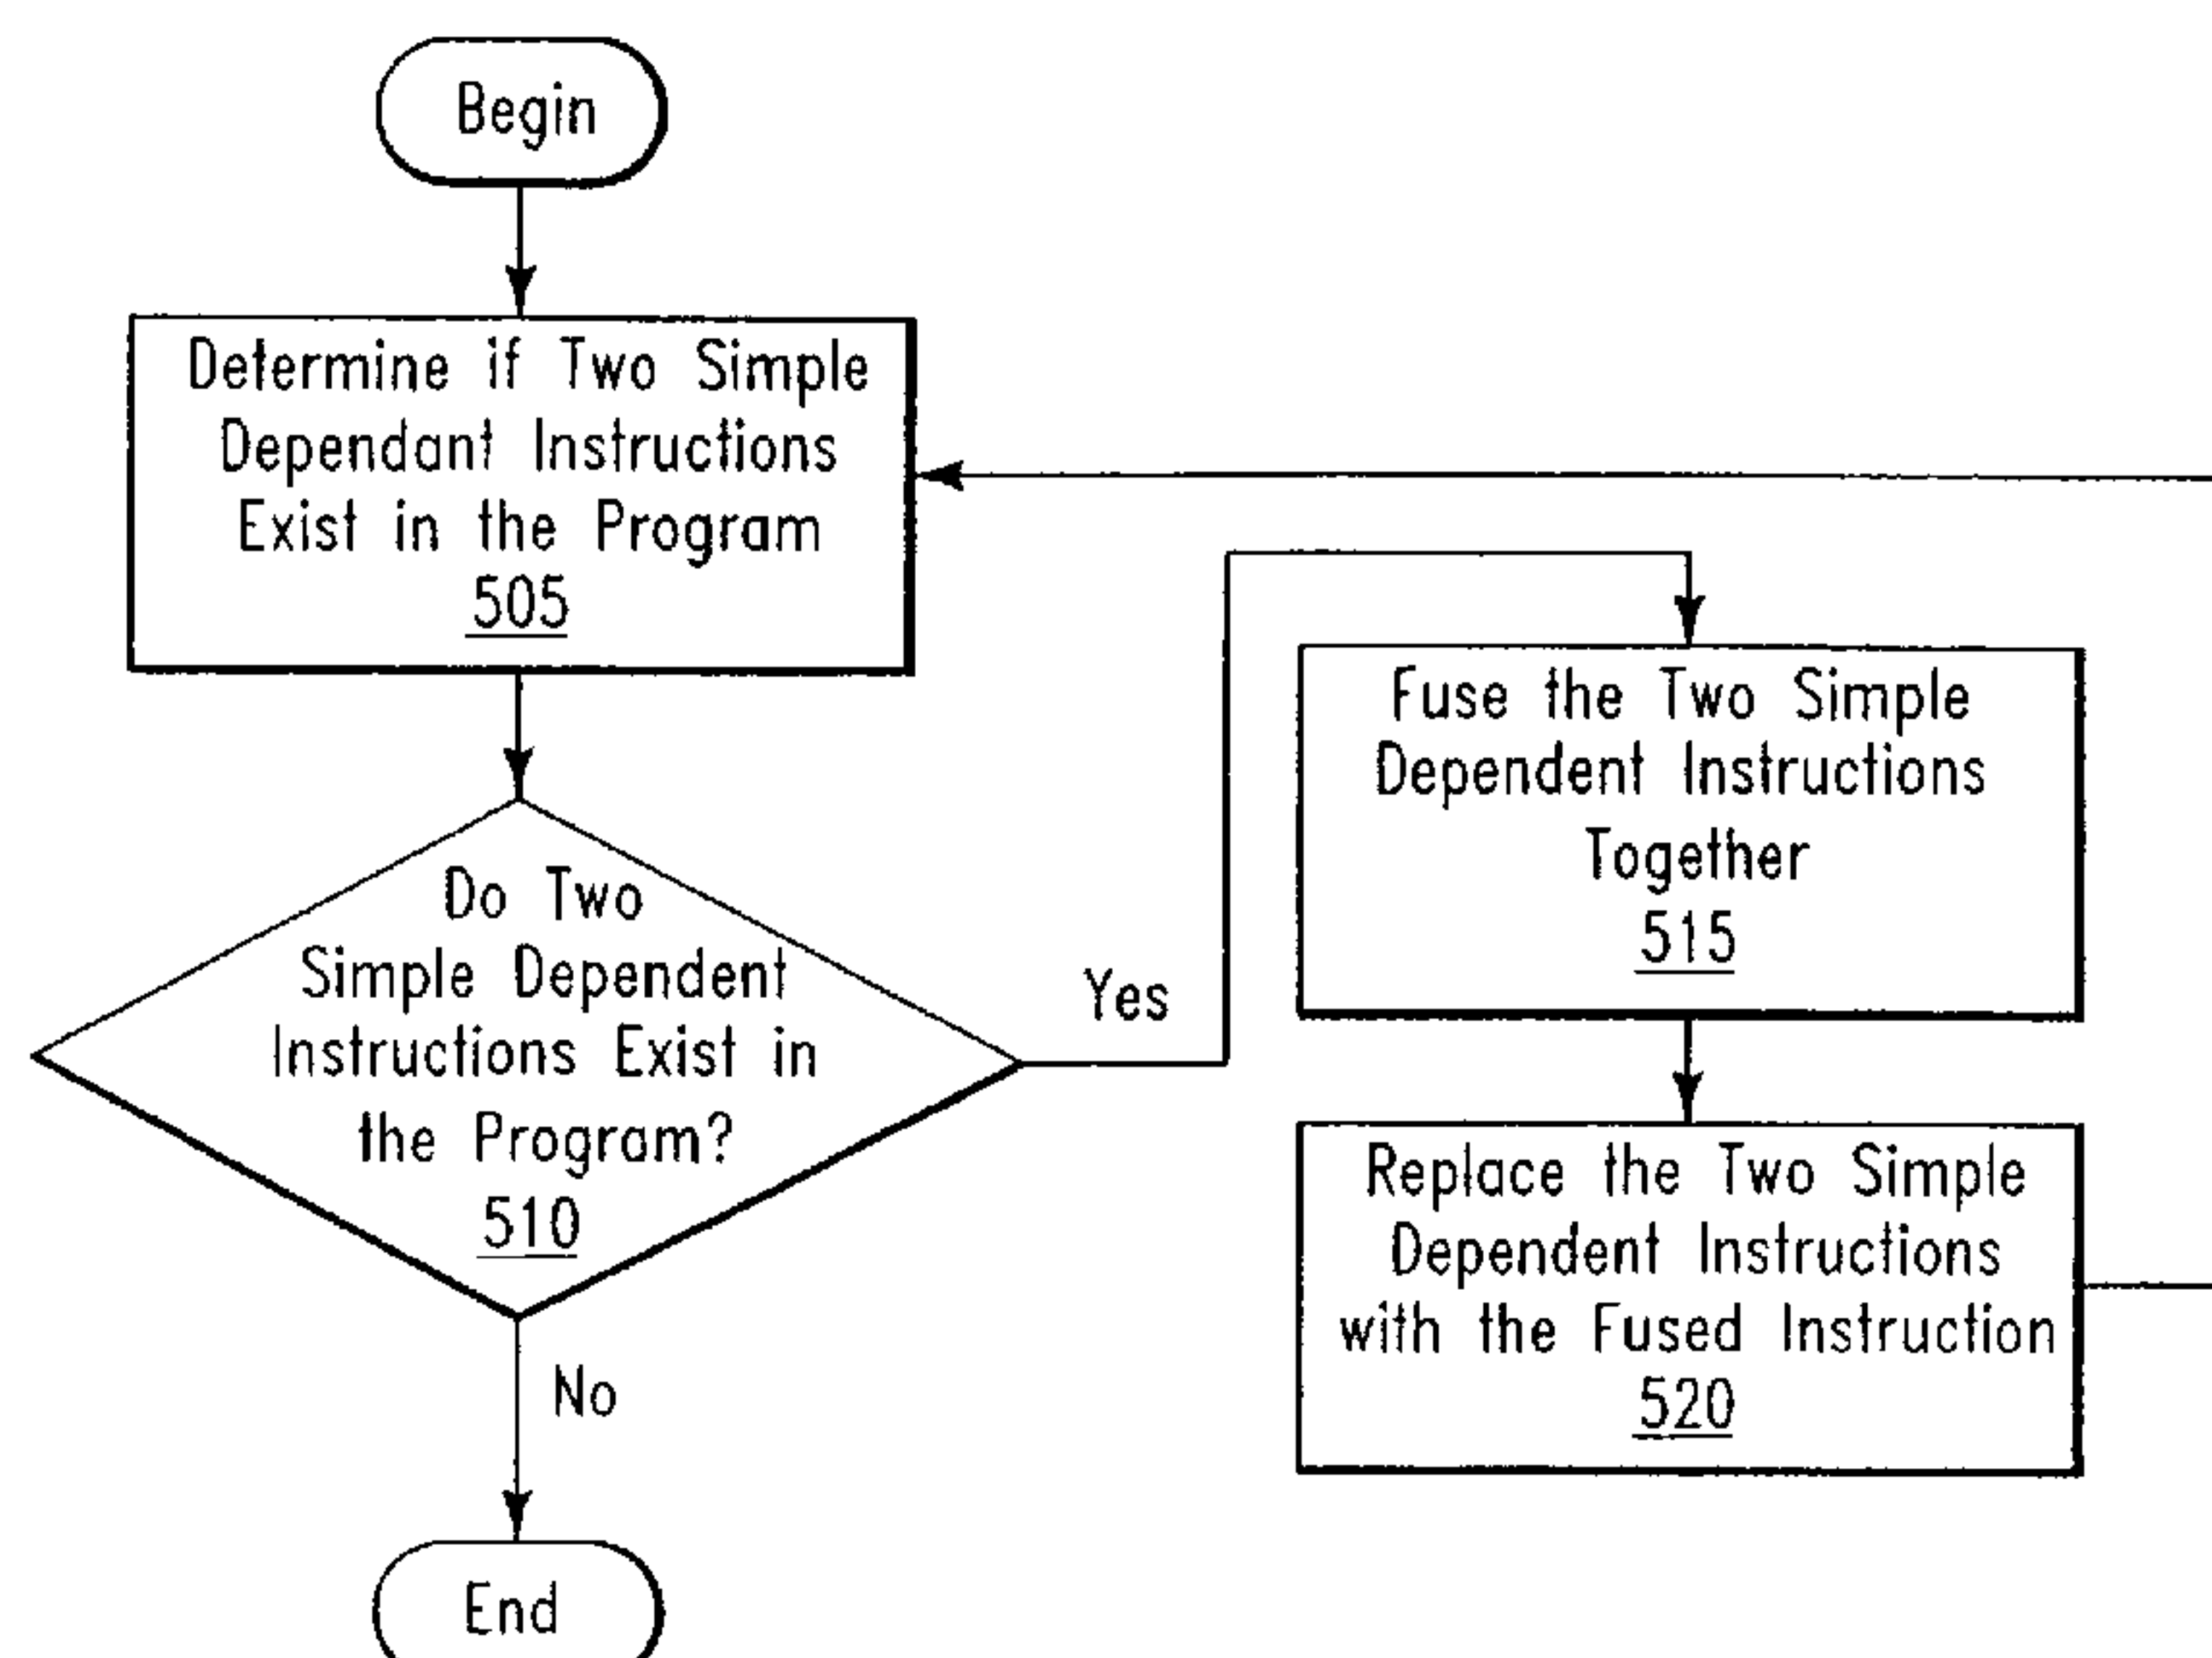 Begin
Determine if Two Simple
Dependant Instructions
Exist in the Program
505
Do Two
Simple Dependent
Instructions Exist in
the Program?
510
Yes
No
End
Fuse the Two Simple
Dependent Instructions
Together
515
Replace the Two Simple
Dependent Instructions
with the Fused Instruction
520